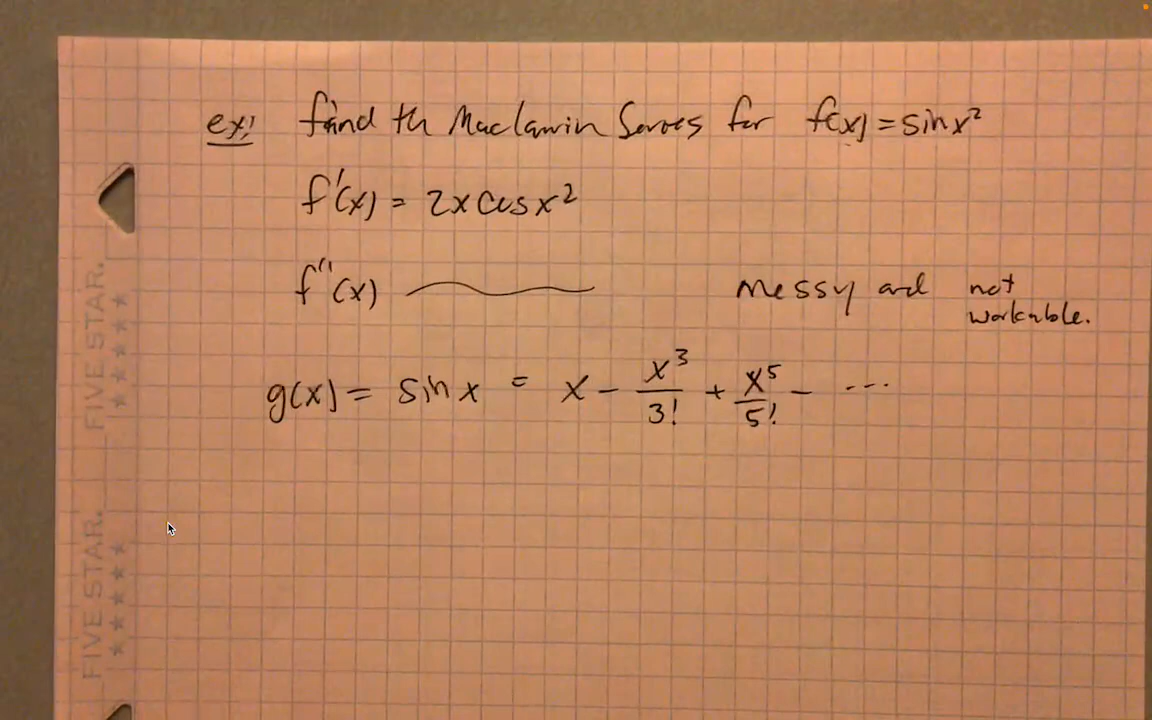 ex: find th Maclaurin Series for f(x) = sin x²
f'(x) = 2x cos x²
f''(x)
messy and not
workable.
g(x) = sin x = x - x³/3! + x⁵/5! - ...
FIVE STAR.
FIVE STAR.